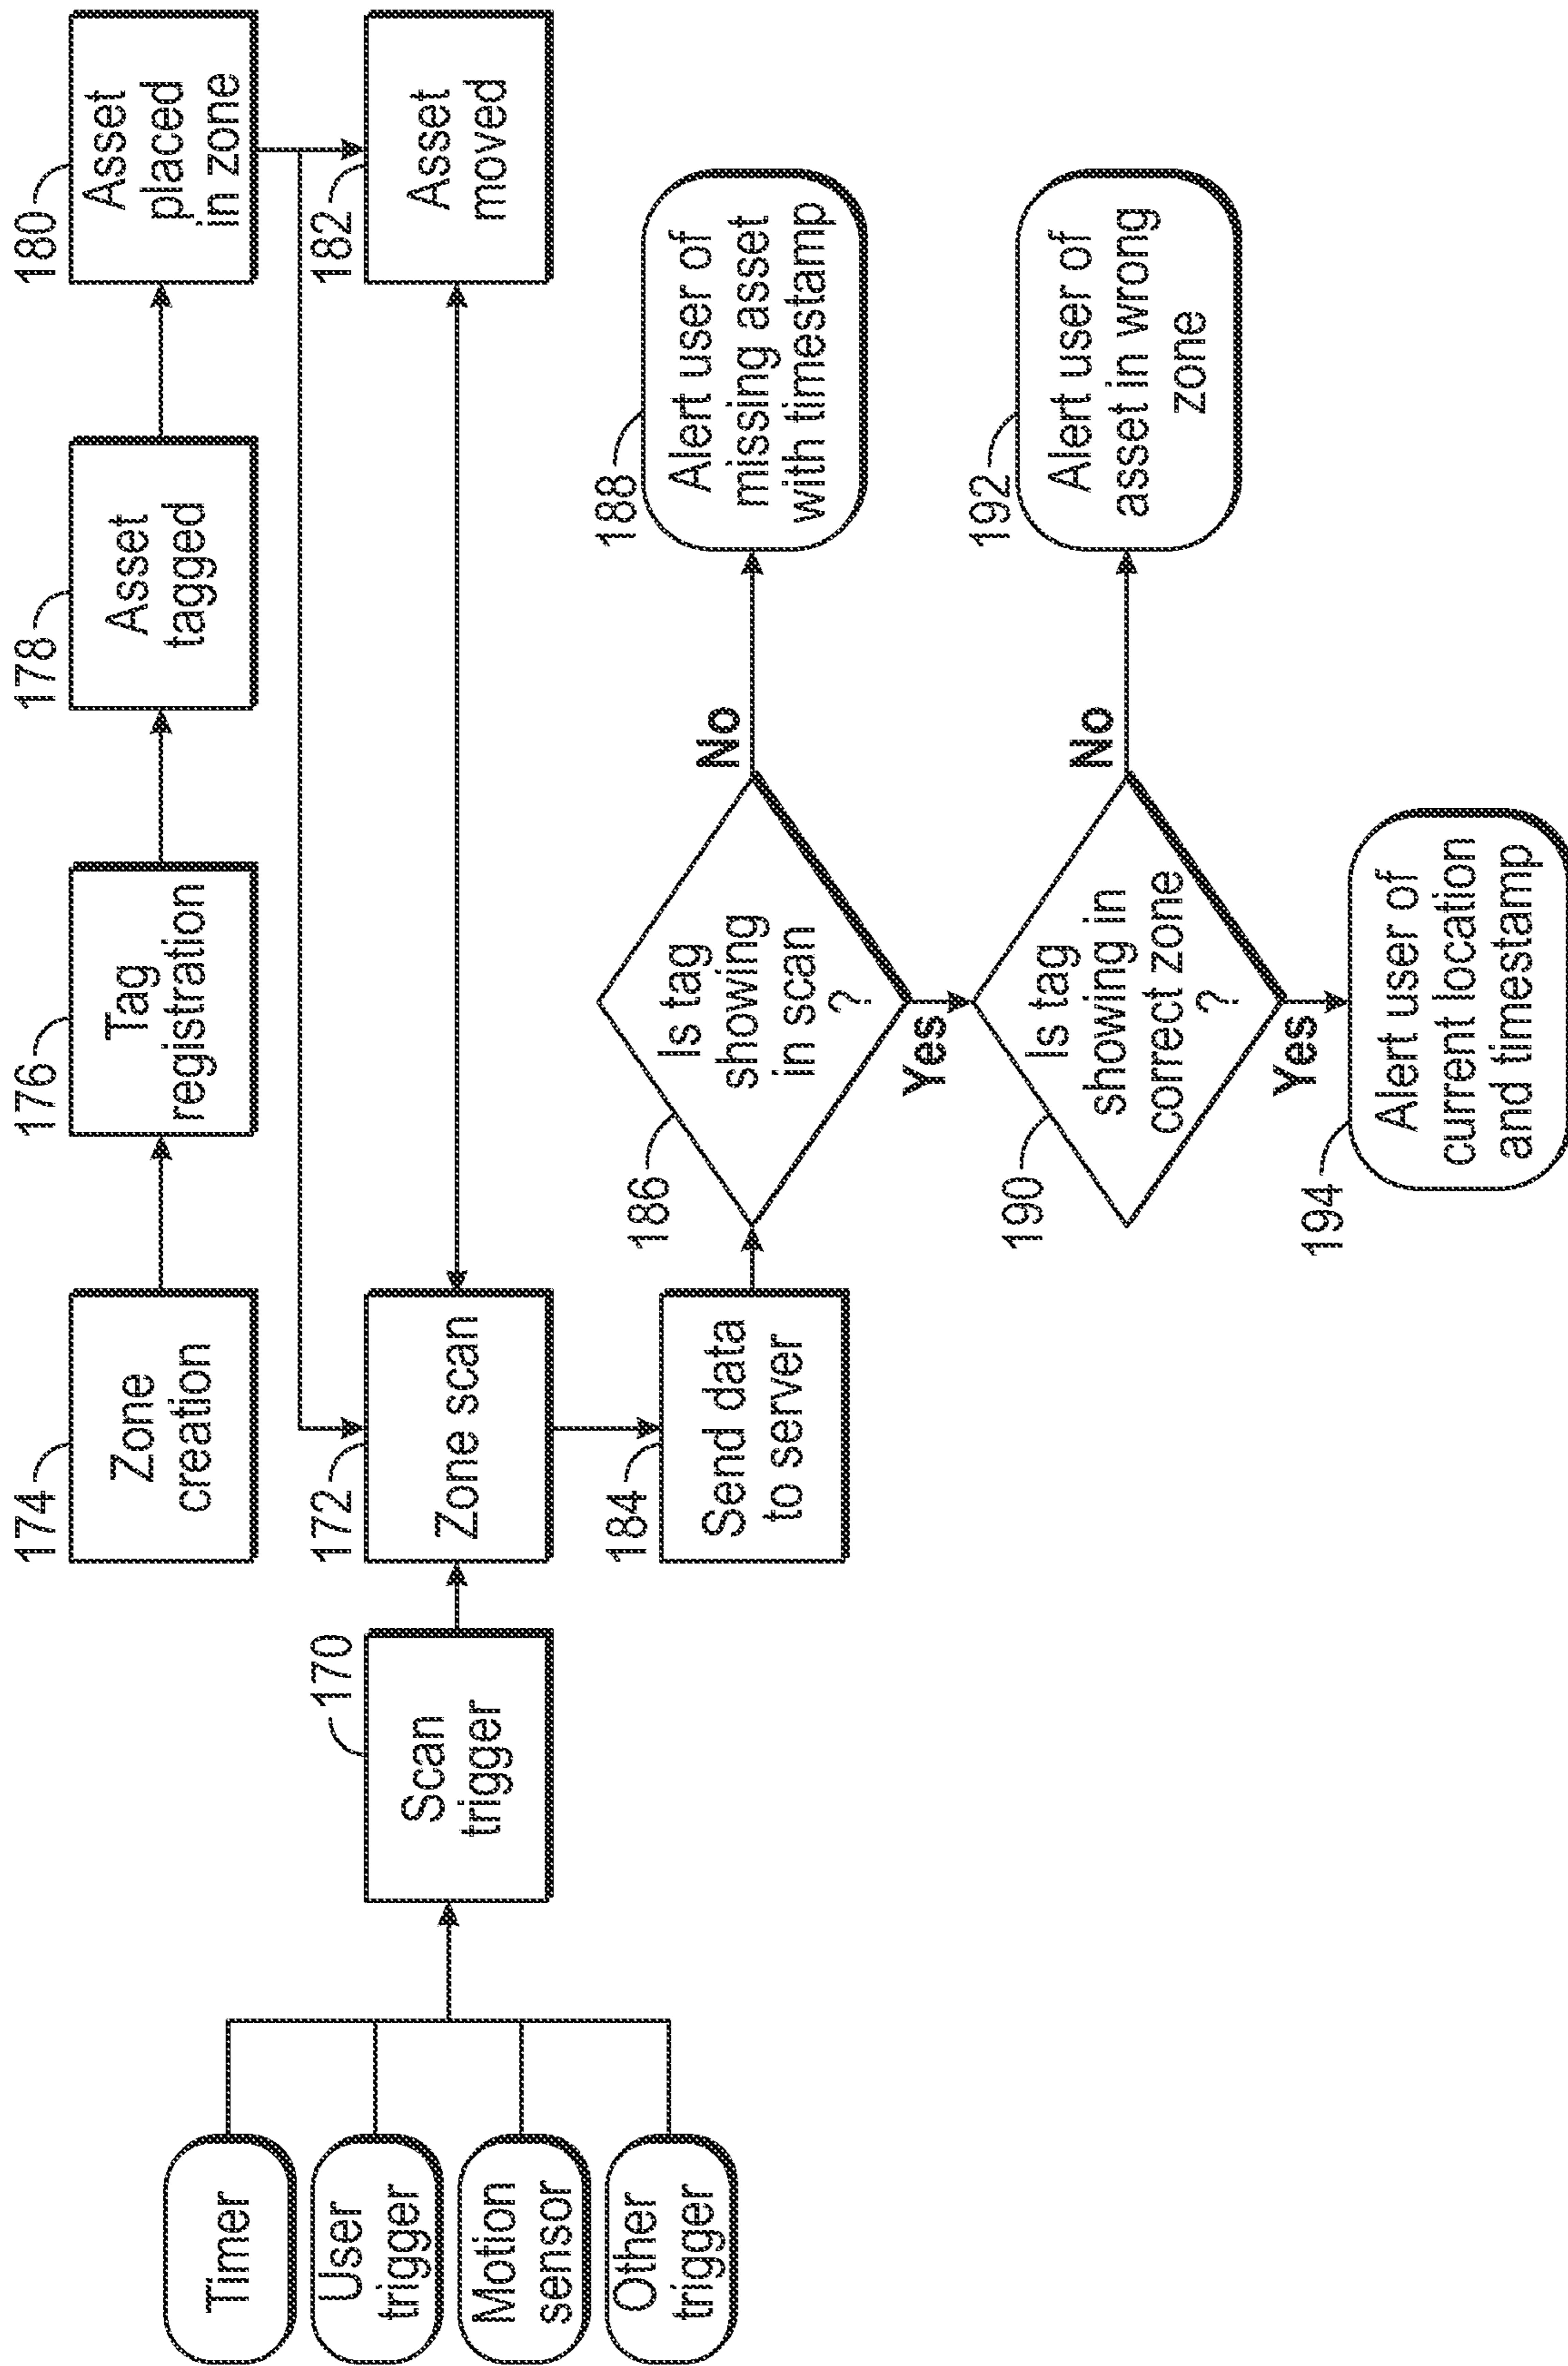 174
Zone
creation
176
Tag
registration
178
Asset
tagged
180
Asset
placed
in zone
Timer
User
trigger
Motion
sensor
Other
trigger
170
Scan
trigger
172
Zone scan
182
Asset
moved
184
Send data
to server
186
Is tag
showing
in scan
?
No
188
Alert user of
missing asset
with timestamp
Yes
190
Is tag
showing in
correct zone
?
No
192
Alert user of
asset in wrong
zone
Yes
194
Alert user of
current location
and timestamp